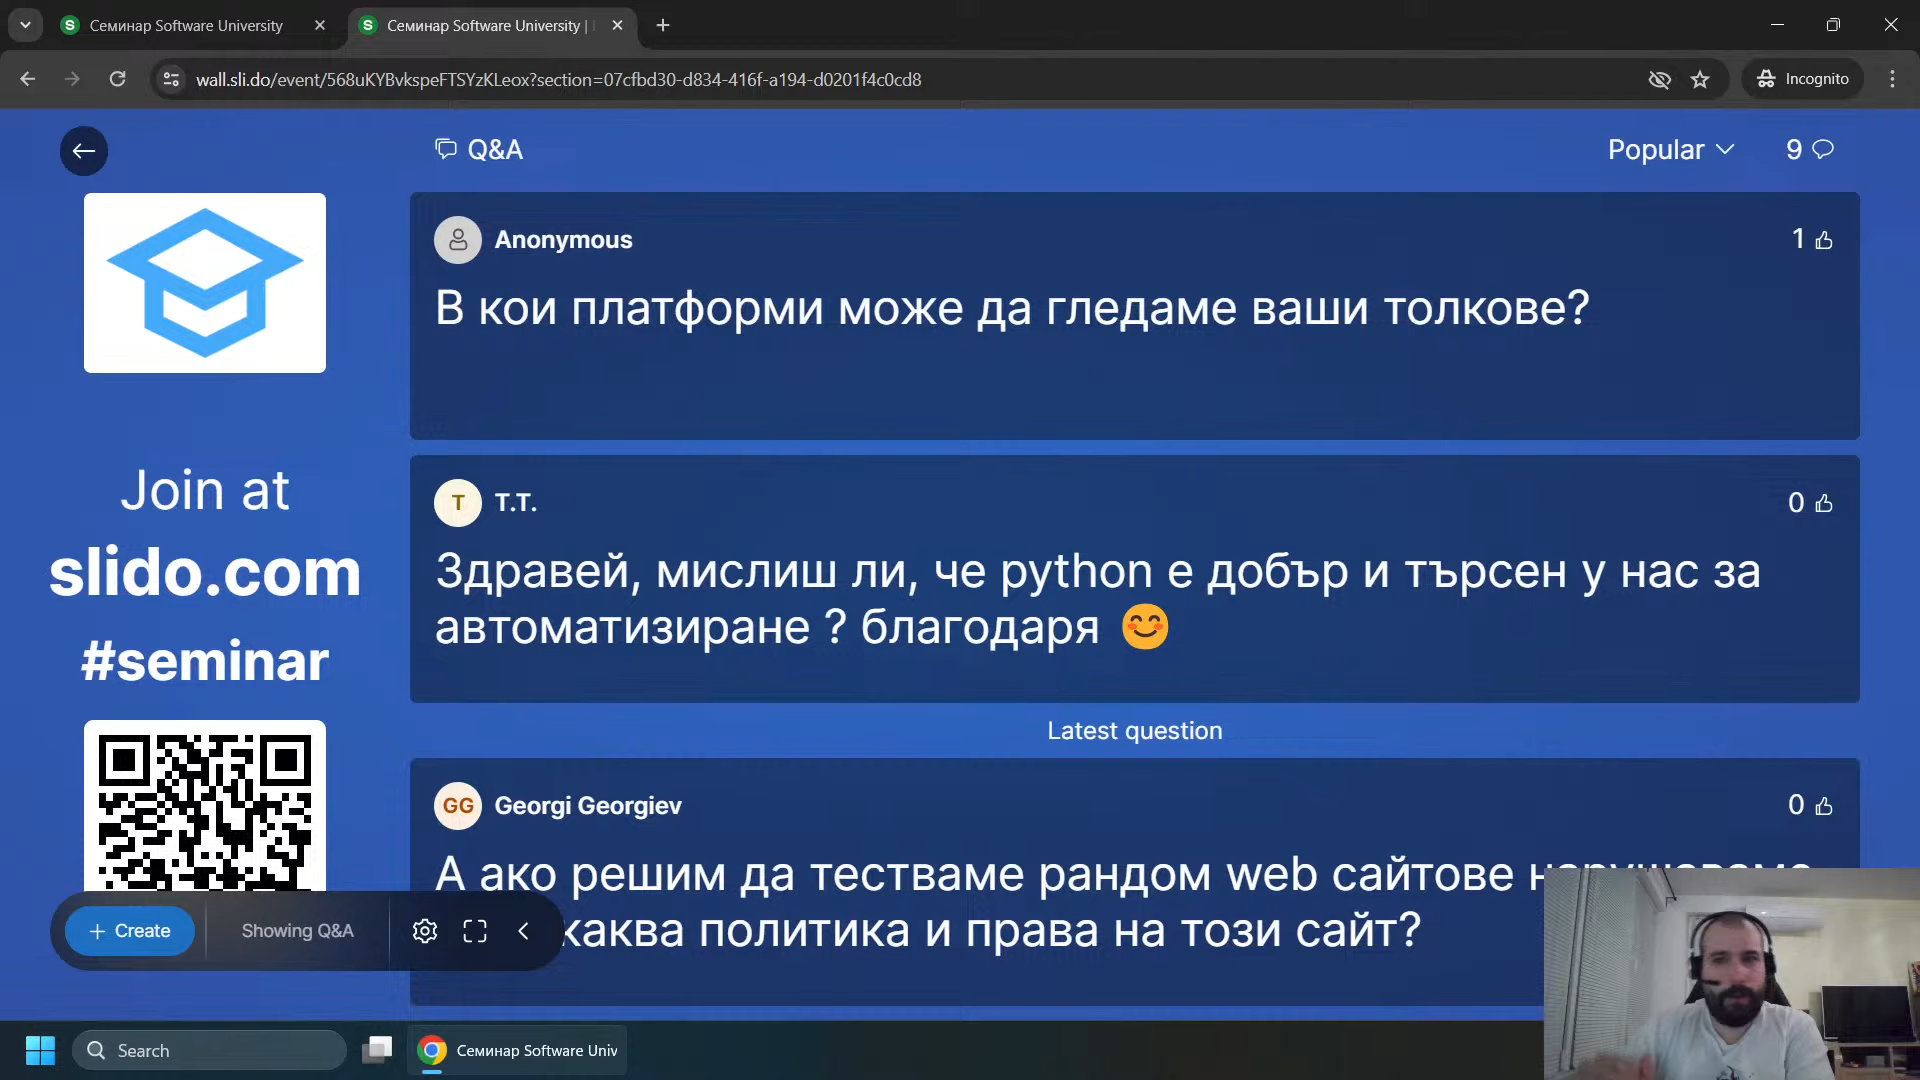 Семинар Software University
Семинар Software University |
wall.sli.do/event/568uKYBvkspeFTSYzKLeox?section=07cfbd30-d834-416f-a194-d0201f4c0cd8
Incognito
Q&A
Popular
9
Anonymous
1
В кои платформи може да гледаме ваши толкове?
Join at
slido.com
#seminar
T
T.T.
0
Здравей, мислиш ли, че python е добър и търсен у нас за
автоматизиране ? благодаря 😊
Latest question
GG
Georgi Georgiev
0
А ако решим да тестваме рандом web сайтове
каква политика и права на този сайт?
+ Create
Showing Q&A
Search
Семинар Software Univ